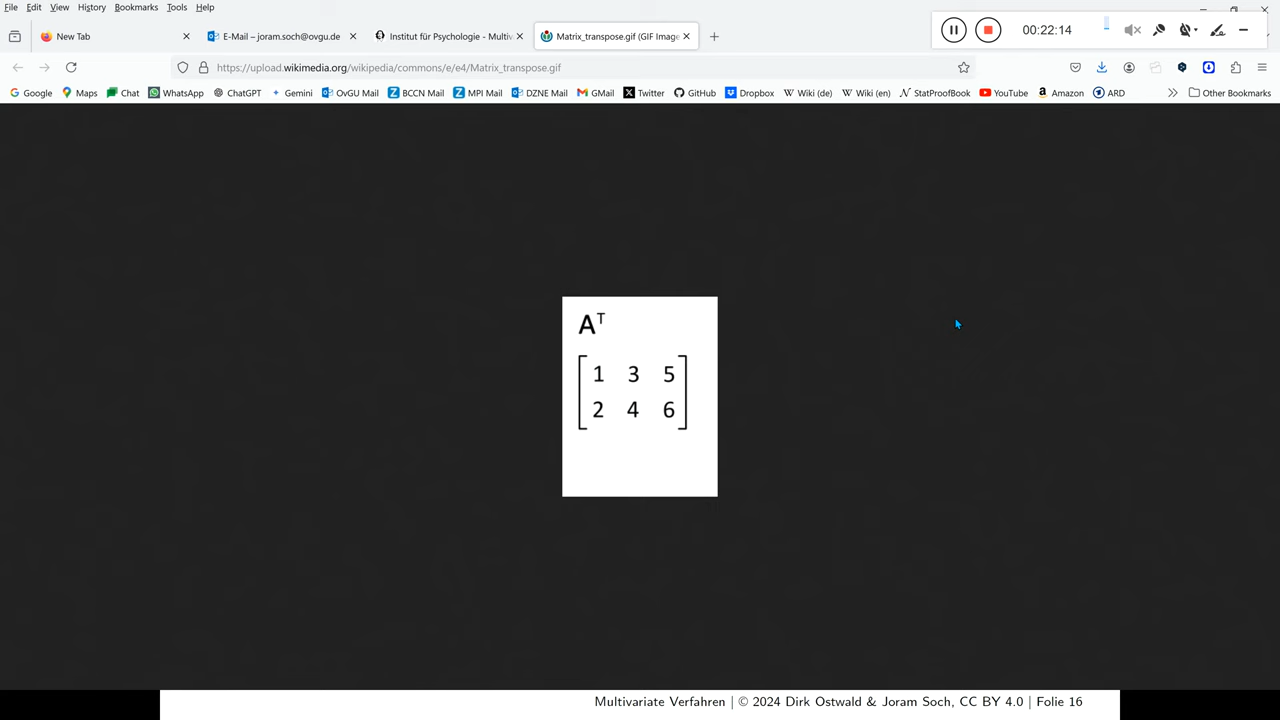 File Edit View History Bookmarks Tools Help
New Tab E-Mail – joram.soch@ovgu.de Institut für Psychologie - Multiv Matrix_transpose.gif (GIF Image
00:22:14
https://upload.wikimedia.org/wikipedia/commons/e/e4/Matrix_transpose.gif
Google Maps Chat WhatsApp ChatGPT Gemini OvGU Mail BCCN Mail MPI Mail DZNE Mail GMail Twitter GitHub Dropbox Wiki (de) Wiki (en) StatProofBook YouTube Amazon ARD Other Bookmarks
Aᵀ
1 3 5
2 4 6
Multivariate Verfahren | © 2024 Dirk Ostwald & Joram Soch, CC BY 4.0 | Folie 16